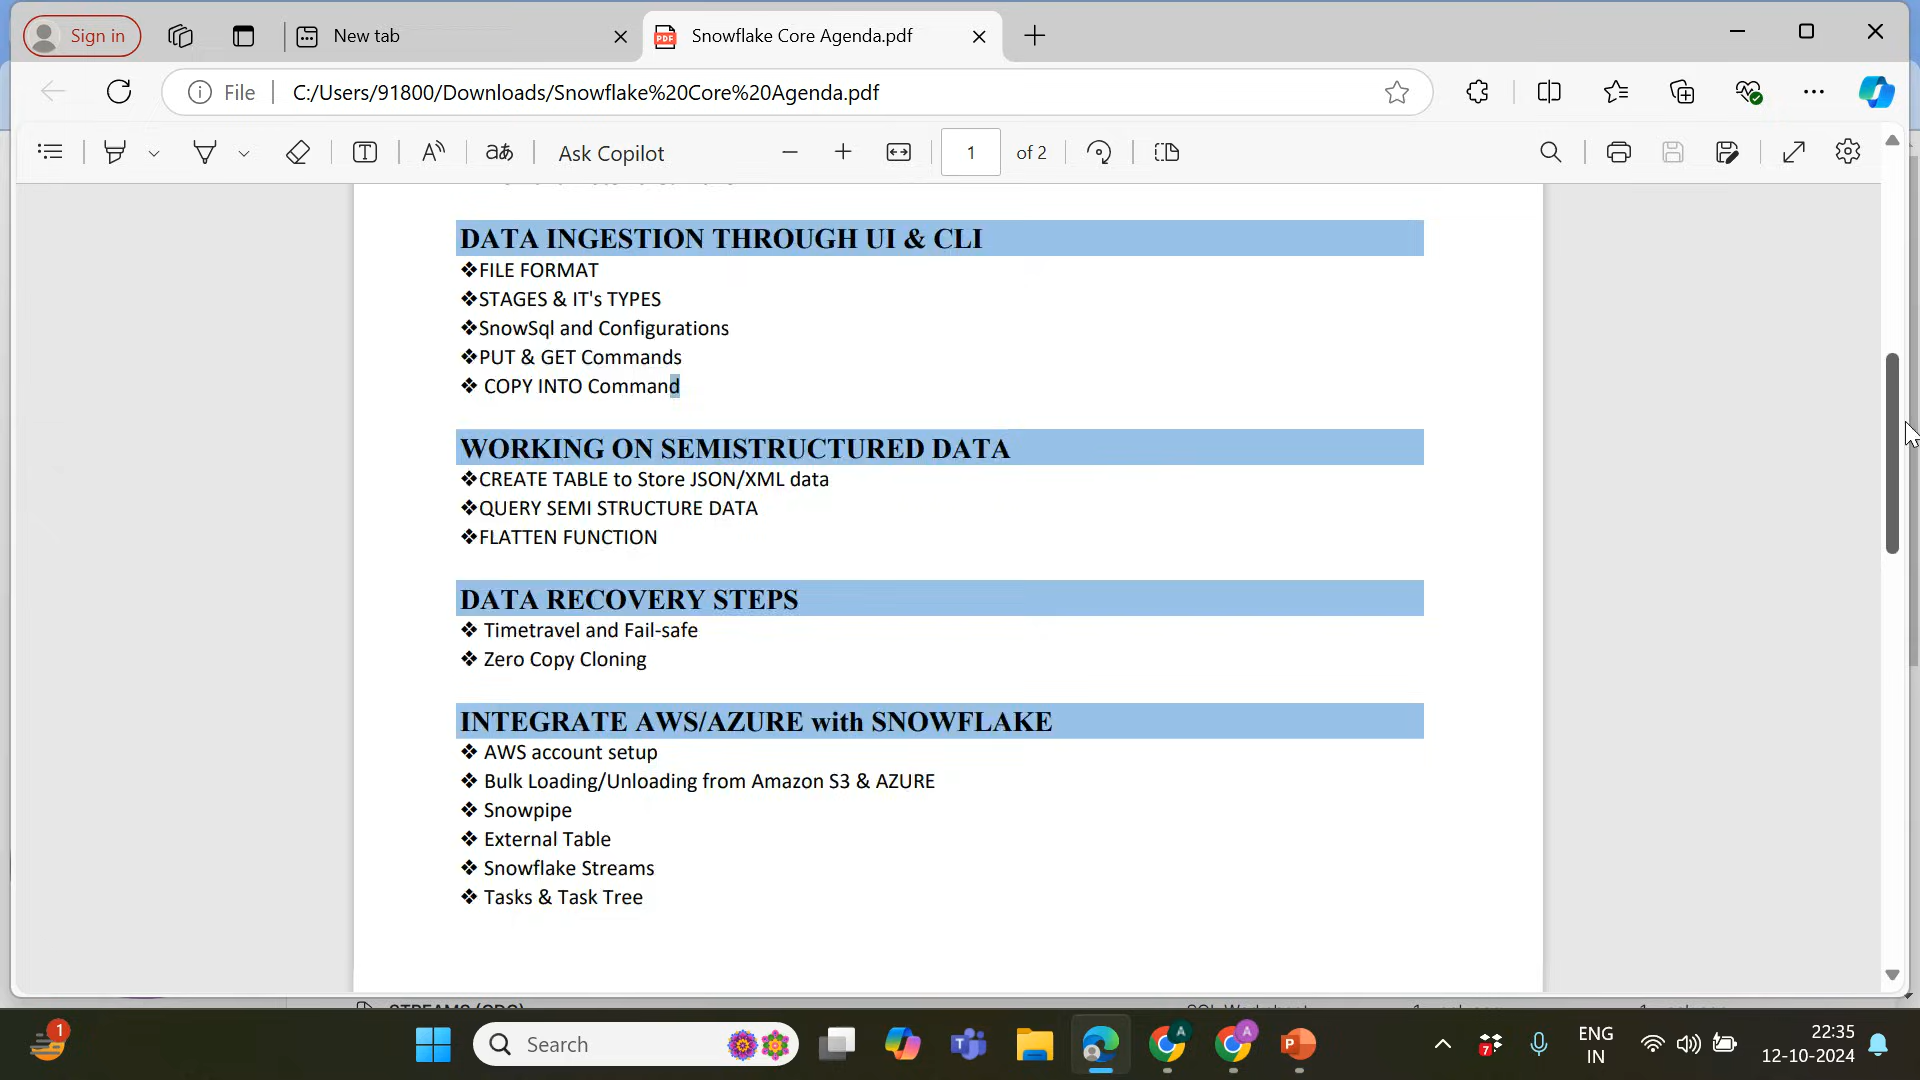 Sign in
New tab
Snowflake Core Agenda.pdf
File
C:/Users/91800/Downloads/Snowflake%20Core%20Agenda.pdf
Ask Copilot
1 of 2
DATA INGESTION THROUGH UI & CLI
❖FILE FORMAT
❖STAGES & IT's TYPES
❖SnowSql and Configurations
❖PUT & GET Commands
❖ COPY INTO Command
WORKING ON SEMISTRUCTURED DATA
❖CREATE TABLE to Store JSON/XML data
❖QUERY SEMI STRUCTURE DATA
❖FLATTEN FUNCTION
DATA RECOVERY STEPS
❖ Timetravel and Fail-safe
❖ Zero Copy Cloning
INTEGRATE AWS/AZURE with SNOWFLAKE
❖ AWS account setup
❖ Bulk Loading/Unloading from Amazon S3 & AZURE
❖ Snowpipe
❖ External Table
❖ Snowflake Streams
❖ Tasks & Task Tree
1
Search
A
A
P
7
ENG
IN
22:35
12-10-2024